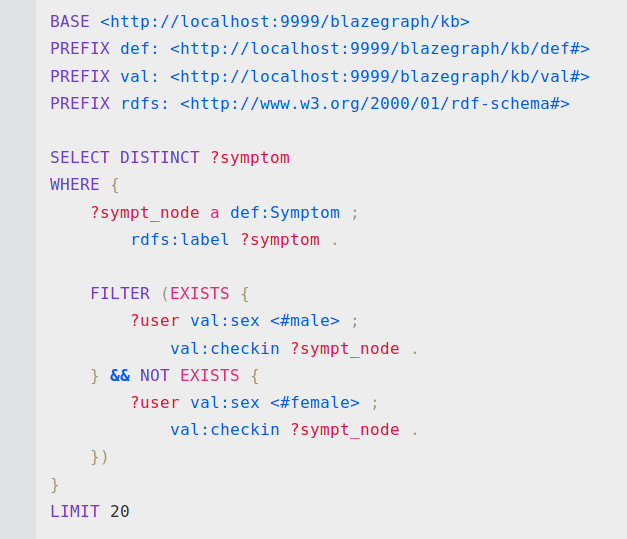 BASE <http://localhost:9999/blazegraph/kb>
PREFIX def: <http://localhost:9999/blazegraph/kb/def#>
PREFIX val: <http://localhost:9999/blazegraph/kb/val#>
PREFIX rdfs: <http://www.w3.org/2000/01/rdf-schema#>

SELECT DISTINCT ?symptom
WHERE {
    ?sympt_node a def:Symptom ;
        rdfs:label ?symptom .

    FILTER (EXISTS {
        ?user val:sex <#male> ;
            val:checkin ?sympt_node .
    } && NOT EXISTS {
        ?user val:sex <#female> ;
            val:checkin ?sympt_node .
    })
}
LIMIT 20